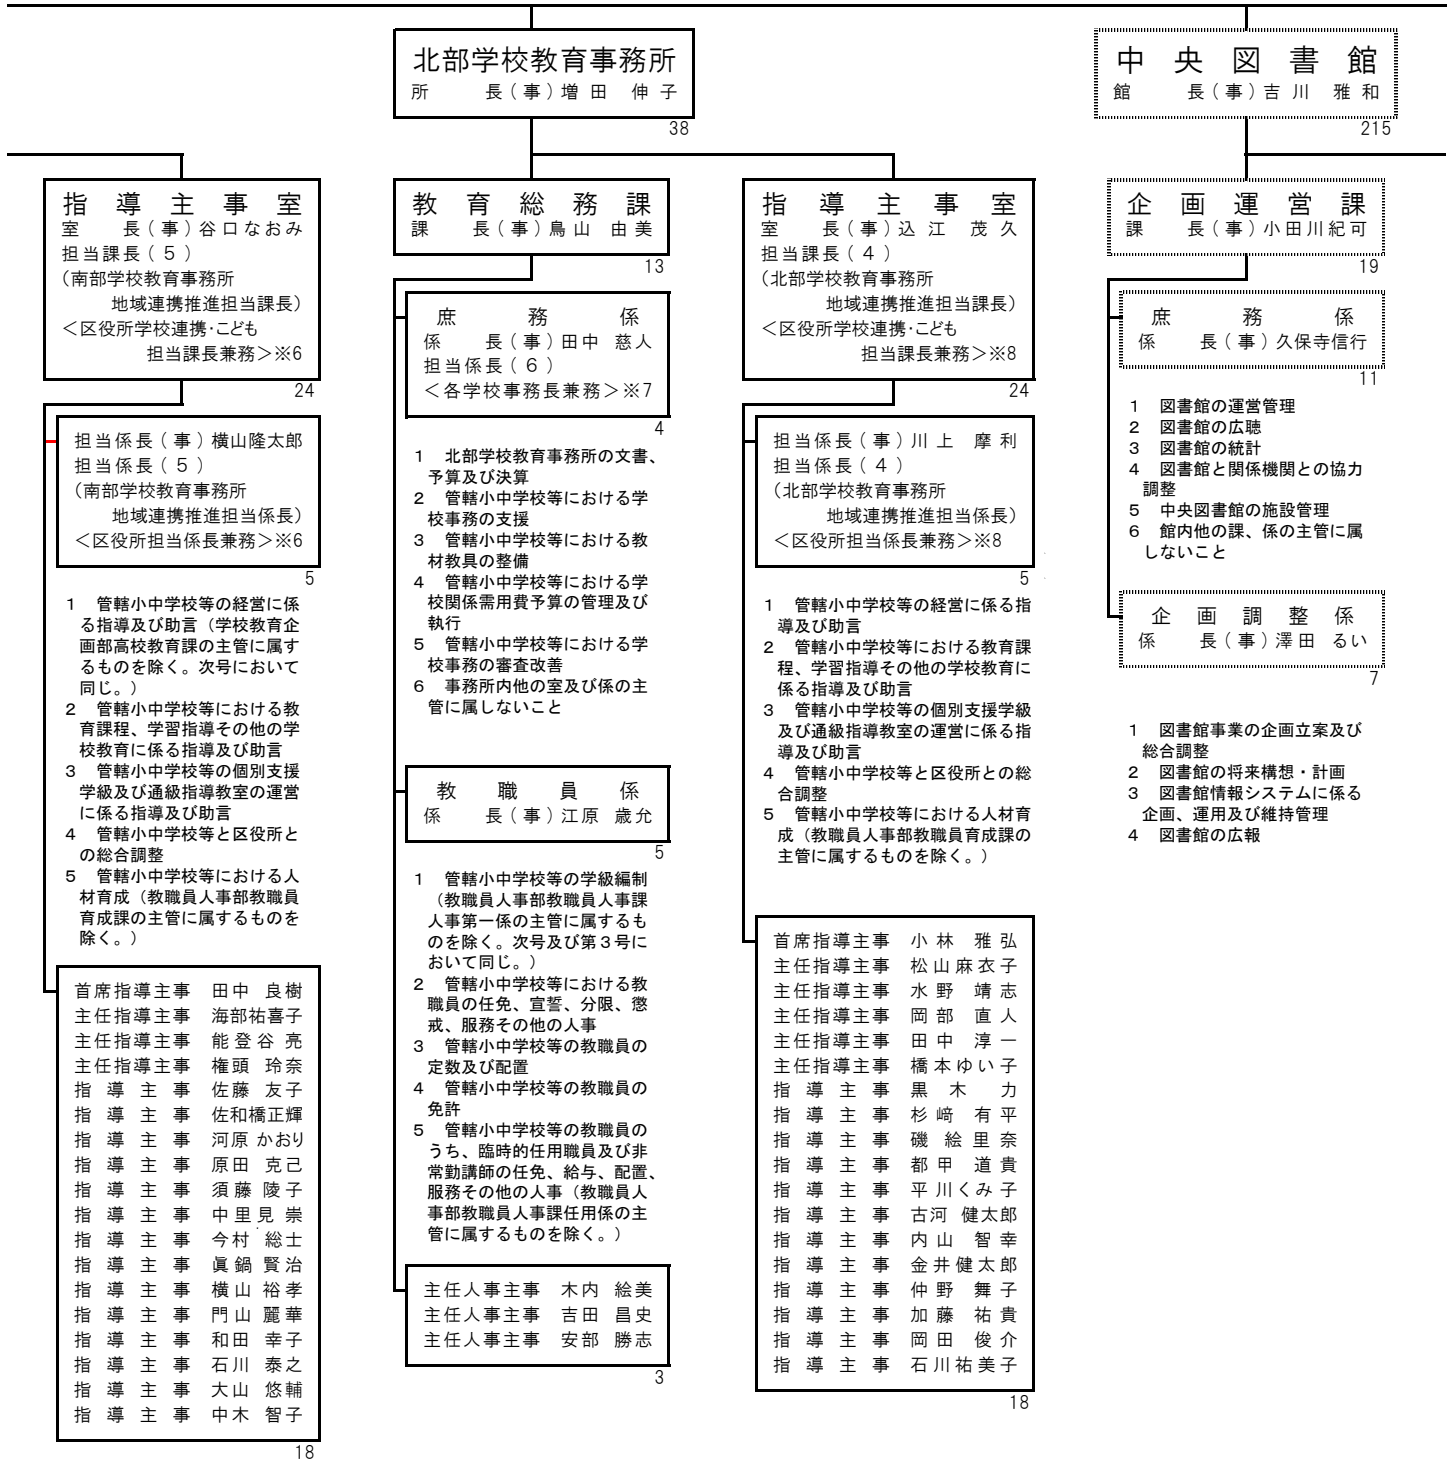 北部学校教育事務所
所　長（事）増田　伸子
38
中央図書館
館　長（事）吉川　雅和
215
指導主事室
室　長（事）谷口なおみ
担当課長（５）
（南部学校教育事務所
地域連携推進担当課長）
＜区役所学校連携・こども
担当課長兼務＞※6
24
担当係長（事）横山隆太郎
担当係長（５）
（南部学校教育事務所
地域連携推進担当係長）
＜区役所担当係長兼務＞※6
5
1　管轄小中学校等の経営に係
る指導及び助言（学校教育企
画部高校教育課の主管に属す
るものを除く。次号において
同じ。）
2　管轄小中学校等における教
育課程、学習指導その他の学
校教育に係る指導及び助言
3　管轄小中学校等の個別支援
学級及び通級指導教室の運営
に係る指導及び助言
4　管轄小中学校等と区役所と
の総合調整
5　管轄小中学校等における人
材育成（教職員人事部教職員
育成課の主管に属するものを
除く。）
首席指導主事　田中　良樹
主任指導主事　海部祐喜子
主任指導主事　能登谷 亮
主任指導主事　権頭　玲奈
指導主事　佐藤　友子
指導主事　佐和橋正輝
指導主事　河原 かおり
指導主事　原田　克己
指導主事　須藤　陵子
指導主事　中里見 崇
指導主事　今村　総士
指導主事　眞鍋　賢治
指導主事　横山　裕孝
指導主事　門山　麗華
指導主事　和田　幸子
指導主事　石川　泰之
指導主事　大山　悠輔
指導主事　中木　智子
18
教育総務課
課　長（事）鳥山　由美
13
庶務係
係　長（事）田中　慈人
担当係長（６）
＜各学校事務長兼務＞※7
4
1　北部学校教育事務所の文書、
予算及び決算
2　管轄小中学校等における学
校事務の支援
3　管轄小中学校等における教
材教具の整備
4　管轄小中学校等における学
校関係需用費予算の管理及び
執行
5　管轄小中学校等における学
校事務の審査改善
6　事務所内他の室及び係の主
管に属しないこと
教職員係
係　長（事）江原　歳允
5
1　管轄小中学校等の学級編制
（教職員人事部教職員人事課
人事第一係の主管に属するも
のを除く。次号及び第３号に
おいて同じ。）
2　管轄小中学校等における教
職員の任免、宣誓、分限、懲
戒、服務その他の人事
3　管轄小中学校等の教職員の
定数及び配置
4　管轄小中学校等の教職員の
免許
5　管轄小中学校等の教職員の
うち、臨時的任用職員及び非
常勤講師の任免、給与、配置、
服務その他の人事（教職員人
事部教職員人事課任用係の主
管に属するものを除く。）
主任人事主事　木内　絵美
主任人事主事　吉田　昌史
主任人事主事　安部　勝志
3
指導主事室
室　長（事）込江　茂久
担当課長（４）
（北部学校教育事務所
地域連携推進担当課長）
＜区役所学校連携・こども
担当課長兼務＞※8
24
担当係長（事）川上　摩利
担当係長（４）
（北部学校教育事務所
地域連携推進担当係長）
＜区役所担当係長兼務＞※8
5
1　管轄小中学校等の経営に係る指
導及び助言
2　管轄小中学校等における教育課
程、学習指導その他の学校教育に
係る指導及び助言
3　管轄小中学校等の個別支援学級
及び通級指導教室の運営に係る指
導及び助言
4　管轄小中学校等と区役所との総
合調整
5　管轄小中学校等における人材育
成（教職員人事部教職員育成課の
主管に属するものを除く。）
首席指導主事　小林　雅弘
主任指導主事　松山麻衣子
主任指導主事　水野　靖志
主任指導主事　岡部　直人
主任指導主事　田中　淳一
主任指導主事　橋本ゆい子
指導主事　黒木　力
指導主事　杉﨑　有平
指導主事　磯　絵里奈
指導主事　都甲　道貴
指導主事　平川くみ子
指導主事　古河 健太郎
指導主事　内山　智幸
指導主事　金井健太郎
指導主事　仲野　舞子
指導主事　加藤　祐貴
指導主事　岡田　俊介
指導主事　石川祐美子
18
企画運営課
課　長（事）小田川紀可
19
庶務係
係　長（事）久保寺信行
11
1　図書館の運営管理
2　図書館の広聴
3　図書館の統計
4　図書館と関係機関との協力
調整
5　中央図書館の施設管理
6　館内他の課、係の主管に属
しないこと
企画調整係
係　長（事）澤田　るい
7
1　図書館事業の企画立案及び
総合調整
2　図書館の将来構想・計画
3　図書館情報システムに係る
企画、運用及び維持管理
4　図書館の広報